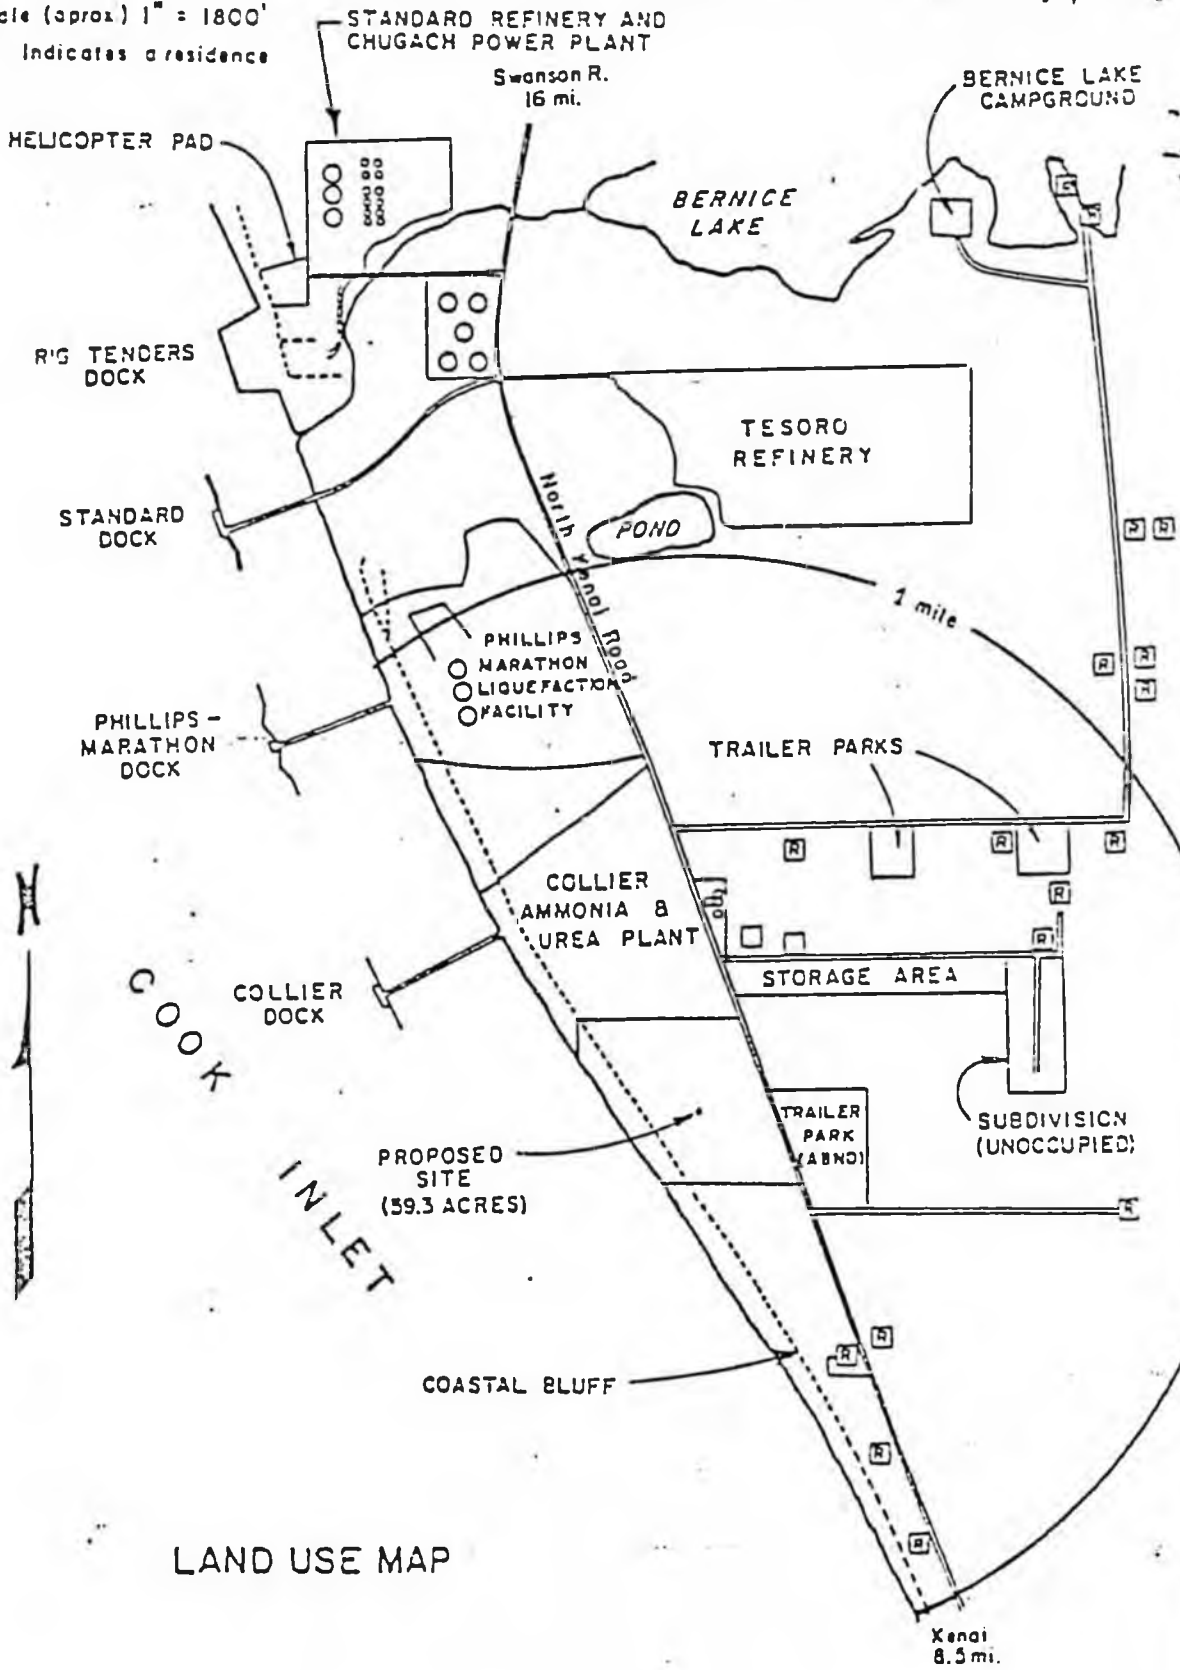 (aprox.) 1" = 1800'
Indicates a residence
STANDARD REFINERY AND
CHUGACH POWER PLANT
Swanson R.
16 mi.
BERNICE LAKE
CAMPGROUND
HELICOPTER PAD
BERNICE
LAKE
R
R
RIG TENDERS
DOCK
TESORO
REFINERY
STANDARD
DOCK
North Kenai Road
POND
R
R
1 mile
PHILLIPS
MARATHON
LIQUEFACTION
FACILITY
R
R
R
PHILLIPS -
MARATHON
DOCK
TRAILER PARKS
R
R
R
COLLIER
AMMONIA &
UREA PLANT
R
R
STORAGE AREA
COLLIER
DOCK
COOK
INLET
TRAILER
PARK
(ABND)
SUBDIVISION
(UNOCCUPIED)
PROPOSED
SITE
(59.3 ACRES)
R
R
R
COASTAL BLUFF
R
R
LAND USE MAP
Kenai
8.5 mi.